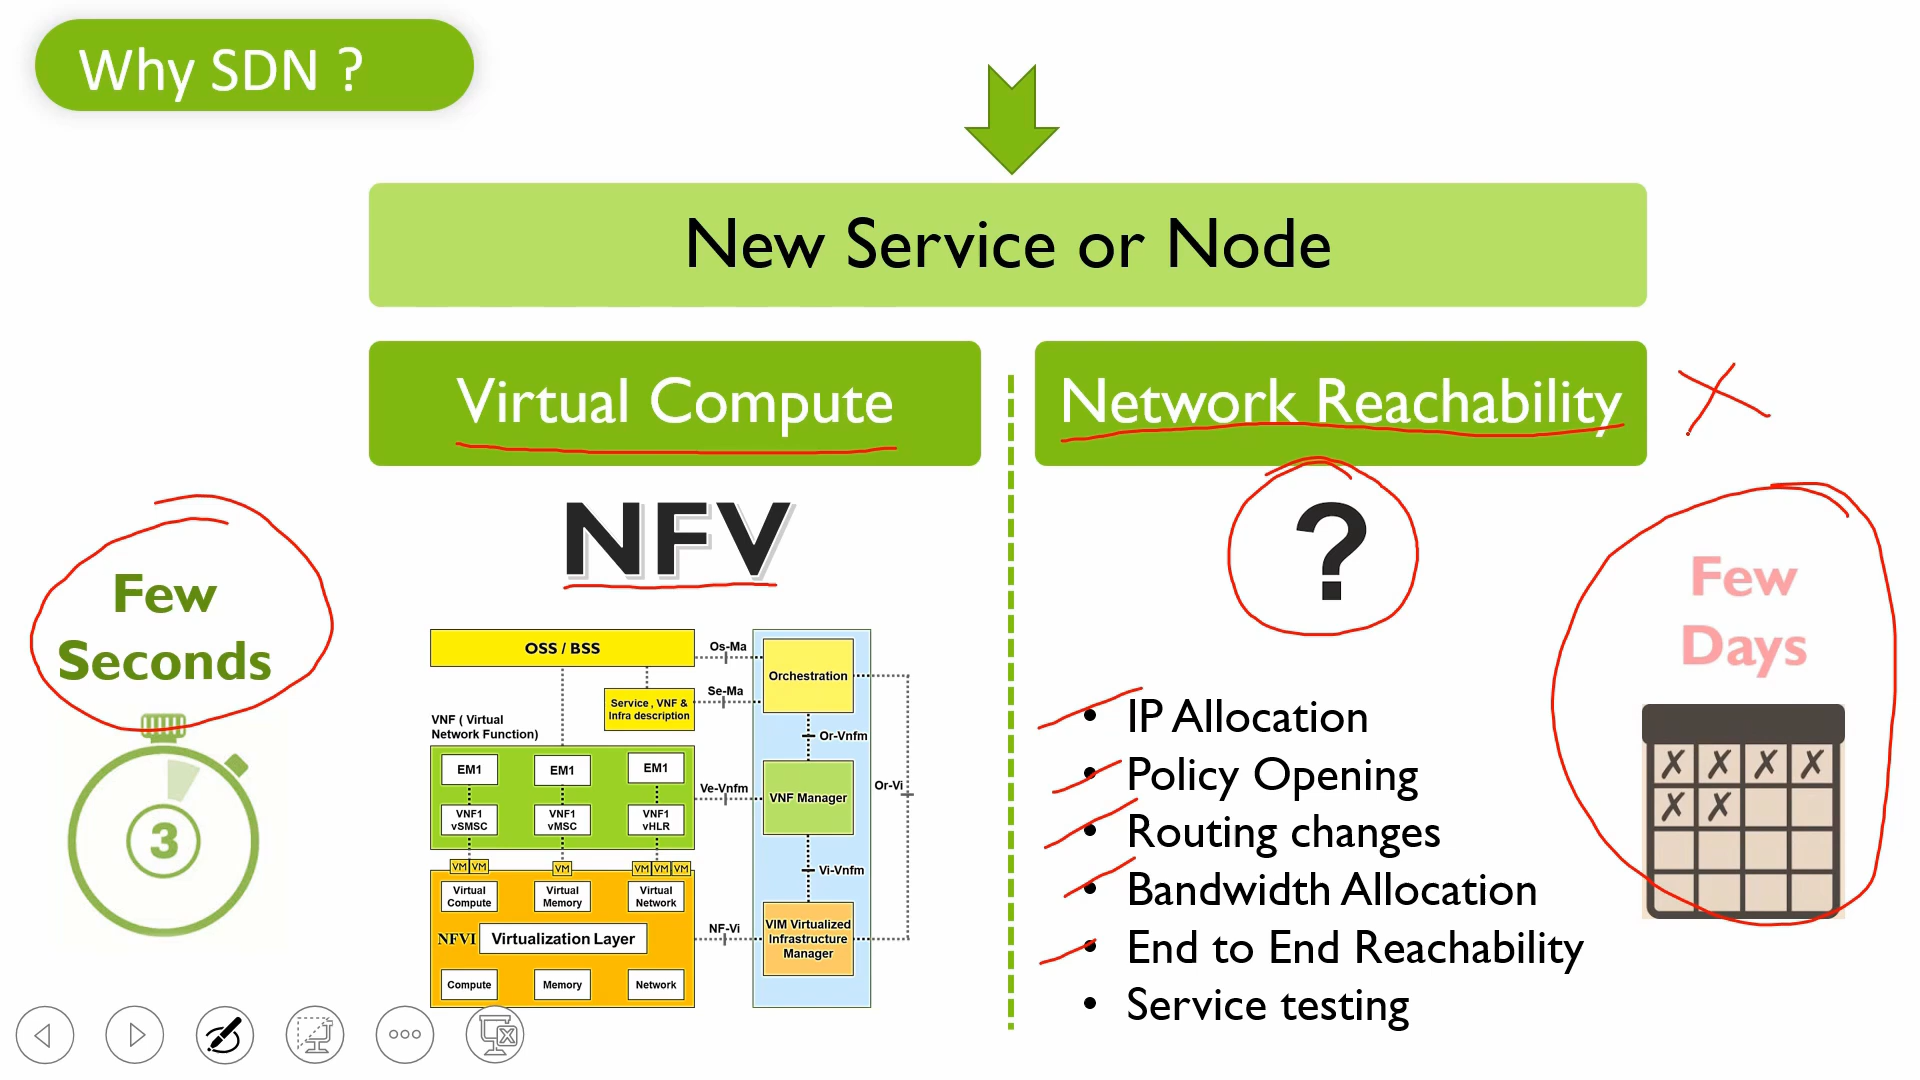 Why SDN ?
New Service or Node
Virtual Compute
Network Reachability
Few
Seconds
3
NFV
OSS / BSS
Os-Ma
Orchestration
Service , VNF &
Infra description
Se-Ma
VNF ( Virtual
Network Function)
Or-Vnfm
EM1
EM1
EM1
Ve-Vnfm
VNF Manager
Or-Vi
VNF1
vSMSC
VNF1
vMSC
VNF1
vHLR
VM VM
VM
VM VM VM
Vi-Vnfm
Virtual
Compute
Virtual
Memory
Virtual
Network
NFVI
Virtualization Layer
NF-Vi
VIM Virtualized
Infrastructure
Manager
Compute
Memory
Network
?
• IP Allocation
• Policy Opening
• Routing changes
• Bandwidth Allocation
• End to End Reachability
• Service testing
Few
Days
✗ ✗ ✗ ✗
✗ ✗